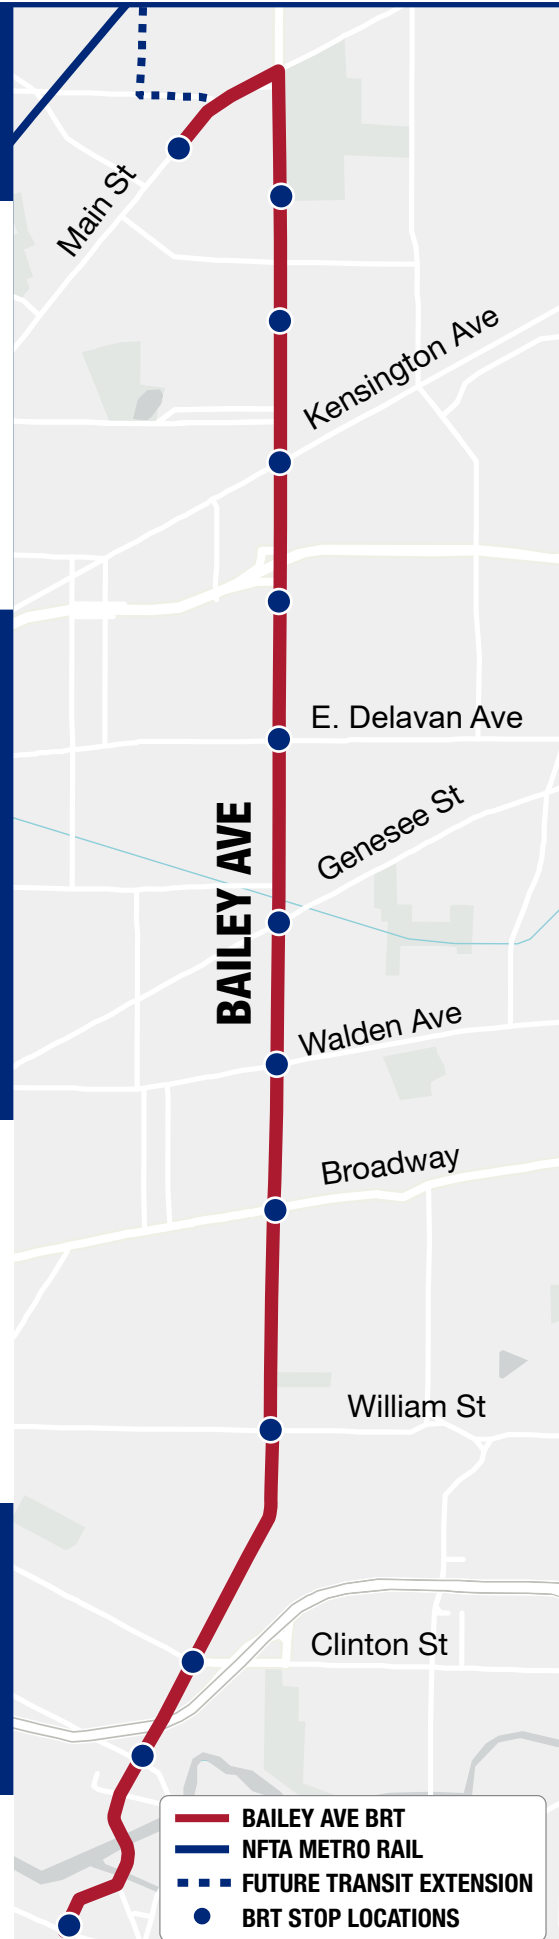 Main St
Kensington Ave
E. Delavan Ave
Genesee St
BAILEY AVE
Walden Ave
Broadway
William St
Clinton St
BAILEY AVE BRT
NFTA METRO RAIL
FUTURE TRANSIT EXTENSION
BRT STOP LOCATIONS